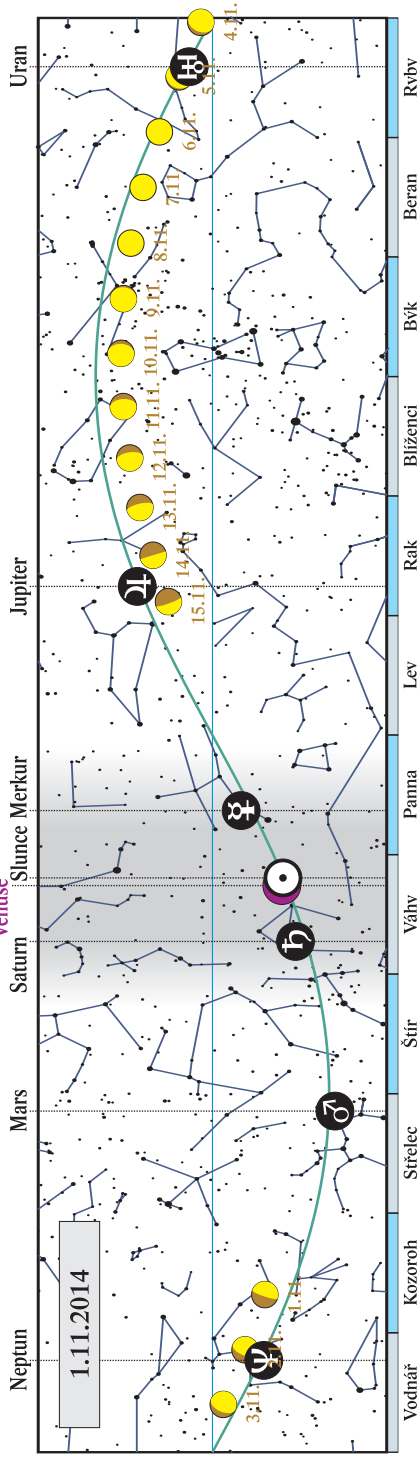 Neptun
Mars
Saturn
Venuše
Slunce
Merkur
Jupiter
Uran
1.11.2014
1.11.
2.11.
3.11.
4.11.
5.11.
6.11.
7.11.
8.11.
9.11.
10.11.
11.11.
12.11.
13.11.
14.11.
15.11.
Vodnář
Kozoroh
Střelec
Štír
Váhy
Panna
Lev
Rak
Blíženci
Býk
Beran
Ryby